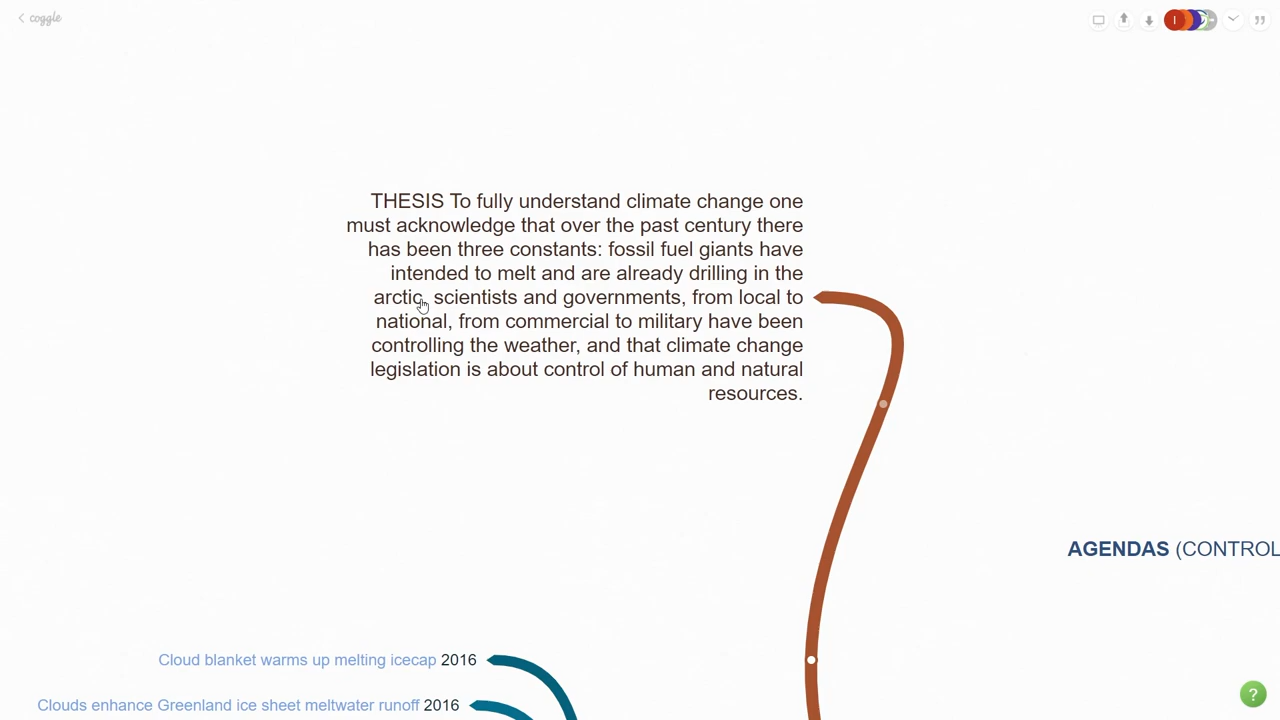 coggle
THESIS To fully understand climate change one
must acknowledge that over the past century there
has been three constants: fossil fuel giants have
intended to melt and are already drilling in the
arctic, scientists and governments, from local to
national, from commercial to military have been
controlling the weather, and that climate change
legislation is about control of human and natural
resources.
AGENDAS (CONTROL
Cloud blanket warms up melting icecap 2016
Clouds enhance Greenland ice sheet meltwater runoff 2016